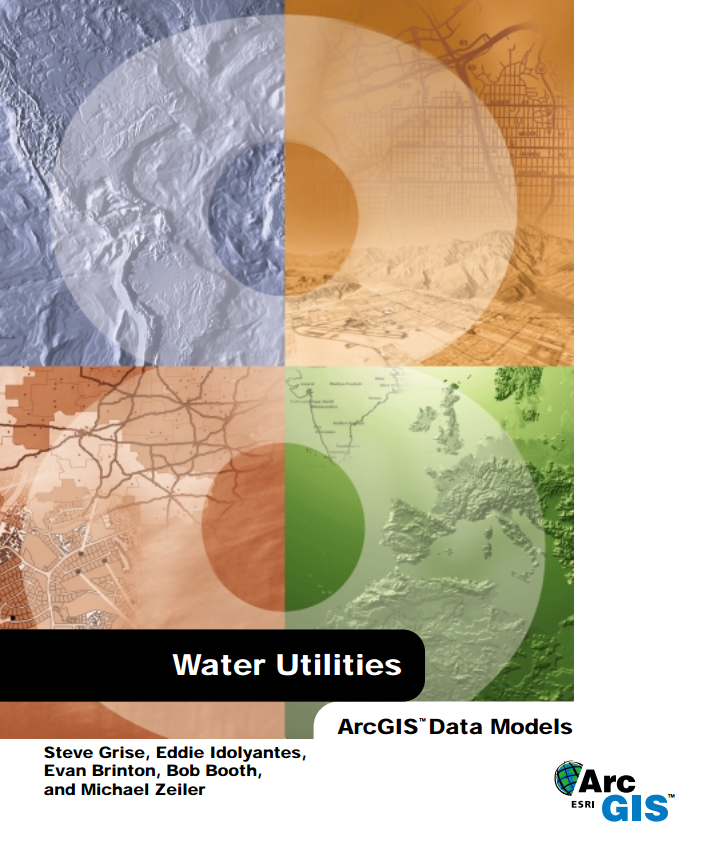 Water Utilities
ArcGIS™ Data Models
Steve Grise, Eddie Idolyantes,
Evan Brinton, Bob Booth,
and Michael Zeiler
Arc
ESRI
GIS™